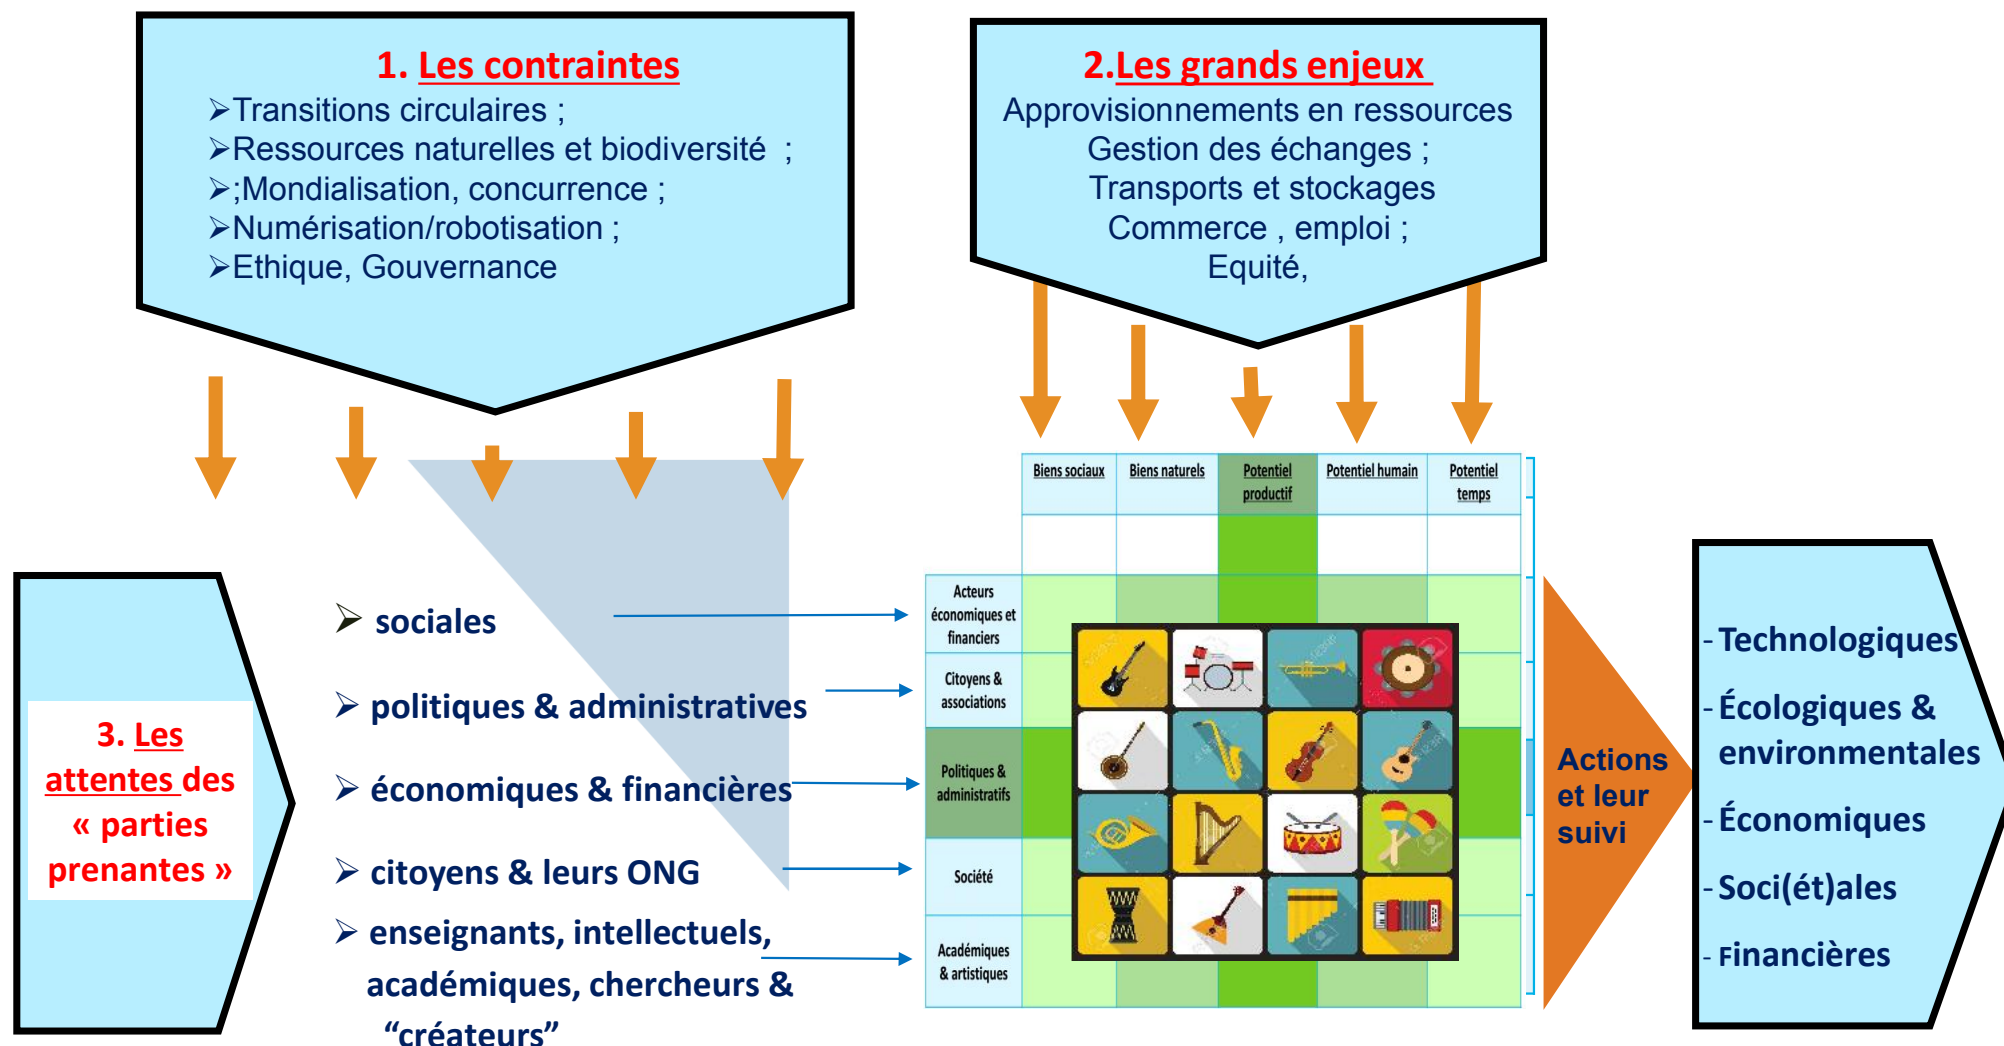 1. Les contraintes
➢Transitions circulaires ;
➢Ressources naturelles et biodiversité ;
➢;Mondialisation, concurrence ;
➢Numérisation/robotisation ;
➢Ethique, Gouvernance
2.Les grands enjeux
Approvisionnements en ressources
Gestion des échanges ;
Transports et stockages
Commerce , emploi ;
Equité,
3. Les
attentes des
« parties
prenantes »
➢ sociales
➢ politiques & administratives
➢ économiques & financières
➢ citoyens & leurs ONG
➢ enseignants, intellectuels,
académiques, chercheurs &
“créateurs”
Biens sociaux
Biens naturels
Potentiel
productif
Potentiel humain
Potentiel
temps
Acteurs
économiques et
financiers
Citoyens &
associations
Politiques &
administratifs
Société
Académiques
& artistiques
Actions
et leur
suivi
- Technologiques
- Écologiques &
environmentales
- Économiques
- Soci(ét)ales
- Financières